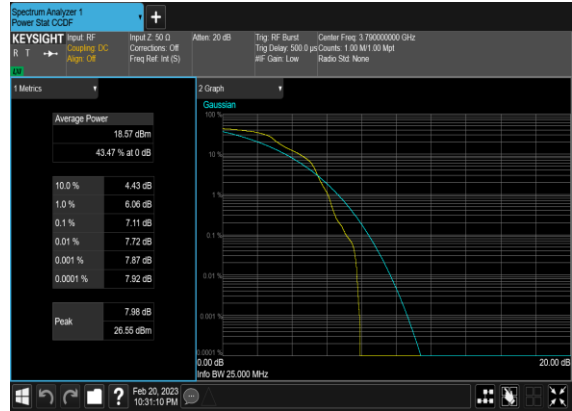 Spectrum Analyzer 1
Power Stat CCDF
+
KEYSIGHT
R T
LV
Input: RF
Coupling: DC
Align: Off
Input Z: 50 Ω
Corrections: Off
Freq Ref: Int (S)
Atten: 20 dB
Trig: RF Burst
Trig Delay: 500.0 µs
#IF Gain: Low
Center Freq: 3.790000000 GHz
Counts: 1.00 M/1.00 Mpt
Radio Std: None
1 Metrics
Average Power
18.57 dBm
43.47 % at 0 dB
10.0 % 4.43 dB
1.0 % 6.06 dB
0.1 % 7.11 dB
0.01 % 7.72 dB
0.001 % 7.87 dB
0.0001 % 7.92 dB
Peak
7.98 dB
26.55 dBm
2 Graph
Gaussian
100 %
10 %
1 %
0.1 %
0.01 %
0.001 %
0.0001 %
0.00 dB
20.00 dB
Info BW 25.000 MHz
?
Feb 20, 2023
10:31:10 PM